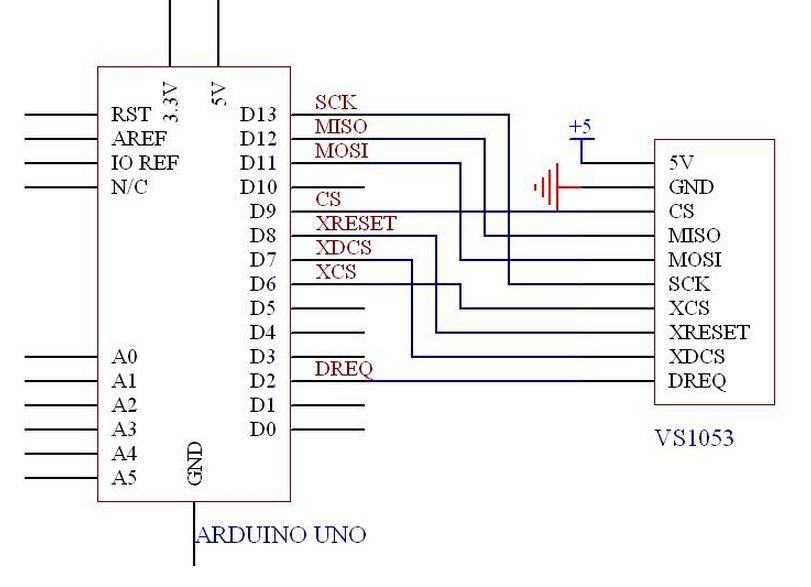 3.3V
5V
RST
AREF
IO REF
N/C
A0
A1
A2
A3
A4
A5
GND
D13
D12
D11
D10
D9
D8
D7
D6
D5
D4
D3
D2
D1
D0
ARDUINO UNO
SCK
MISO
MOSI
CS
XRESET
XDCS
XCS
DREQ
+5
5V
GND
CS
MISO
MOSI
SCK
XCS
XRESET
XDCS
DREQ
VS1053